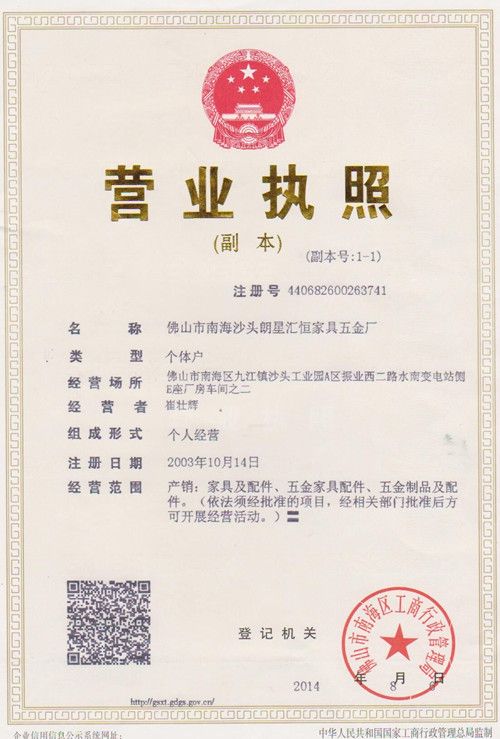 营业执照
(副 本)
(副本号:1-1)
注册号 440682600263741
名 称 佛山市南海沙头朗星汇恒家具五金厂
类 型 个体户
经营场所 佛山市南海区九江镇沙头工业园A区振业西二路水南变电站侧
E座厂房车间之二
经 营 者 崔壮辉
组成形式 个人经营
注册日期 2003年10月14日
经营范围 产销：家具及配件、五金家具配件、五金制品及配
件。（依法须经批准的项目，经相关部门批准后方
可开展经营活动。）
佛山市南海区工商行政管理局
登记机关
2014 年 8 月 8 日
http://gsxt.gdgs.gov.cn/
企业信用信息公示系统网址：
中华人民共和国国家工商行政管理总局监制